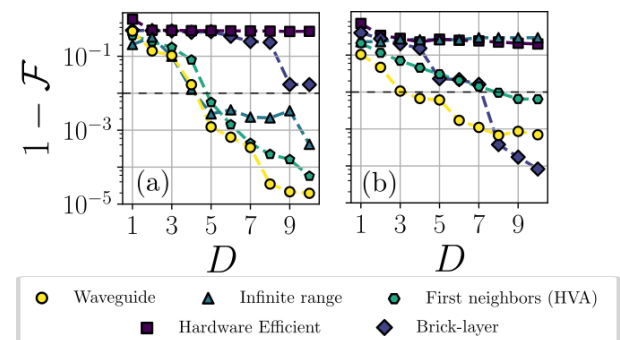 1 − 𝓕
10⁻¹
10⁻³
10⁻⁵
(a)
(b)
1 3 5 7 9
1 3 5 7 9
D
D
Waveguide Infinite range First neighbors (HVA)
Hardware Efficient Brick-layer